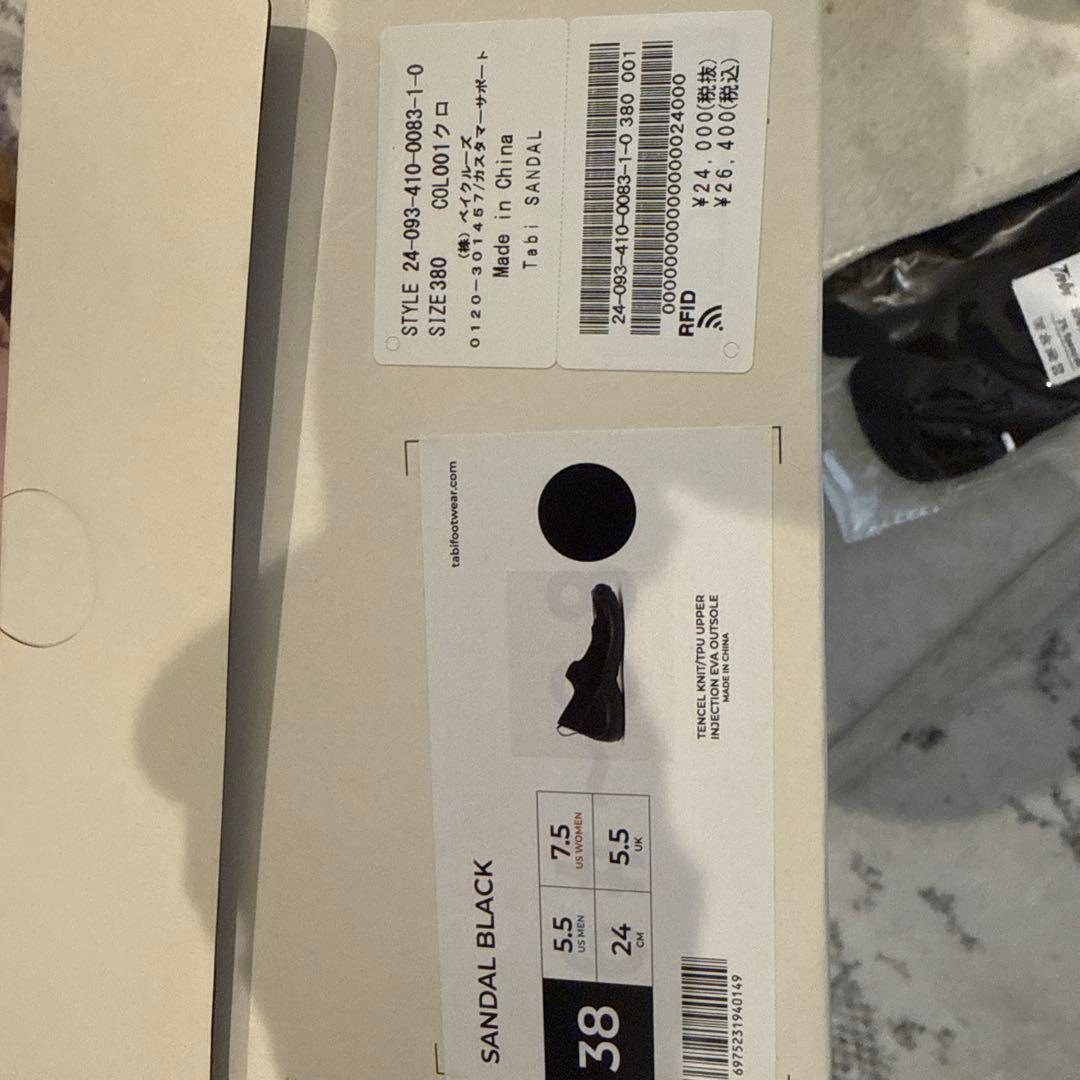 STYLE 24-093-410-0083-1-0
SIZE380 COL001クロ
(株) ベイクルーズ
0120-301457/カスタマーサポート
Made in China
Tabi SANDAL
24-093-410-0083-1-0 380 001
RFID
¥24,000(税抜)
¥26,400(税込)
tabifootwear.com
TENCEL KNIT/TPU UPPER
INJECTION EVA OUTSOLE
MADE IN CHINA
SANDAL BLACK
38
5.5 US MEN
7.5 US WOMEN
24 CM
5.5 UK
6975231940149